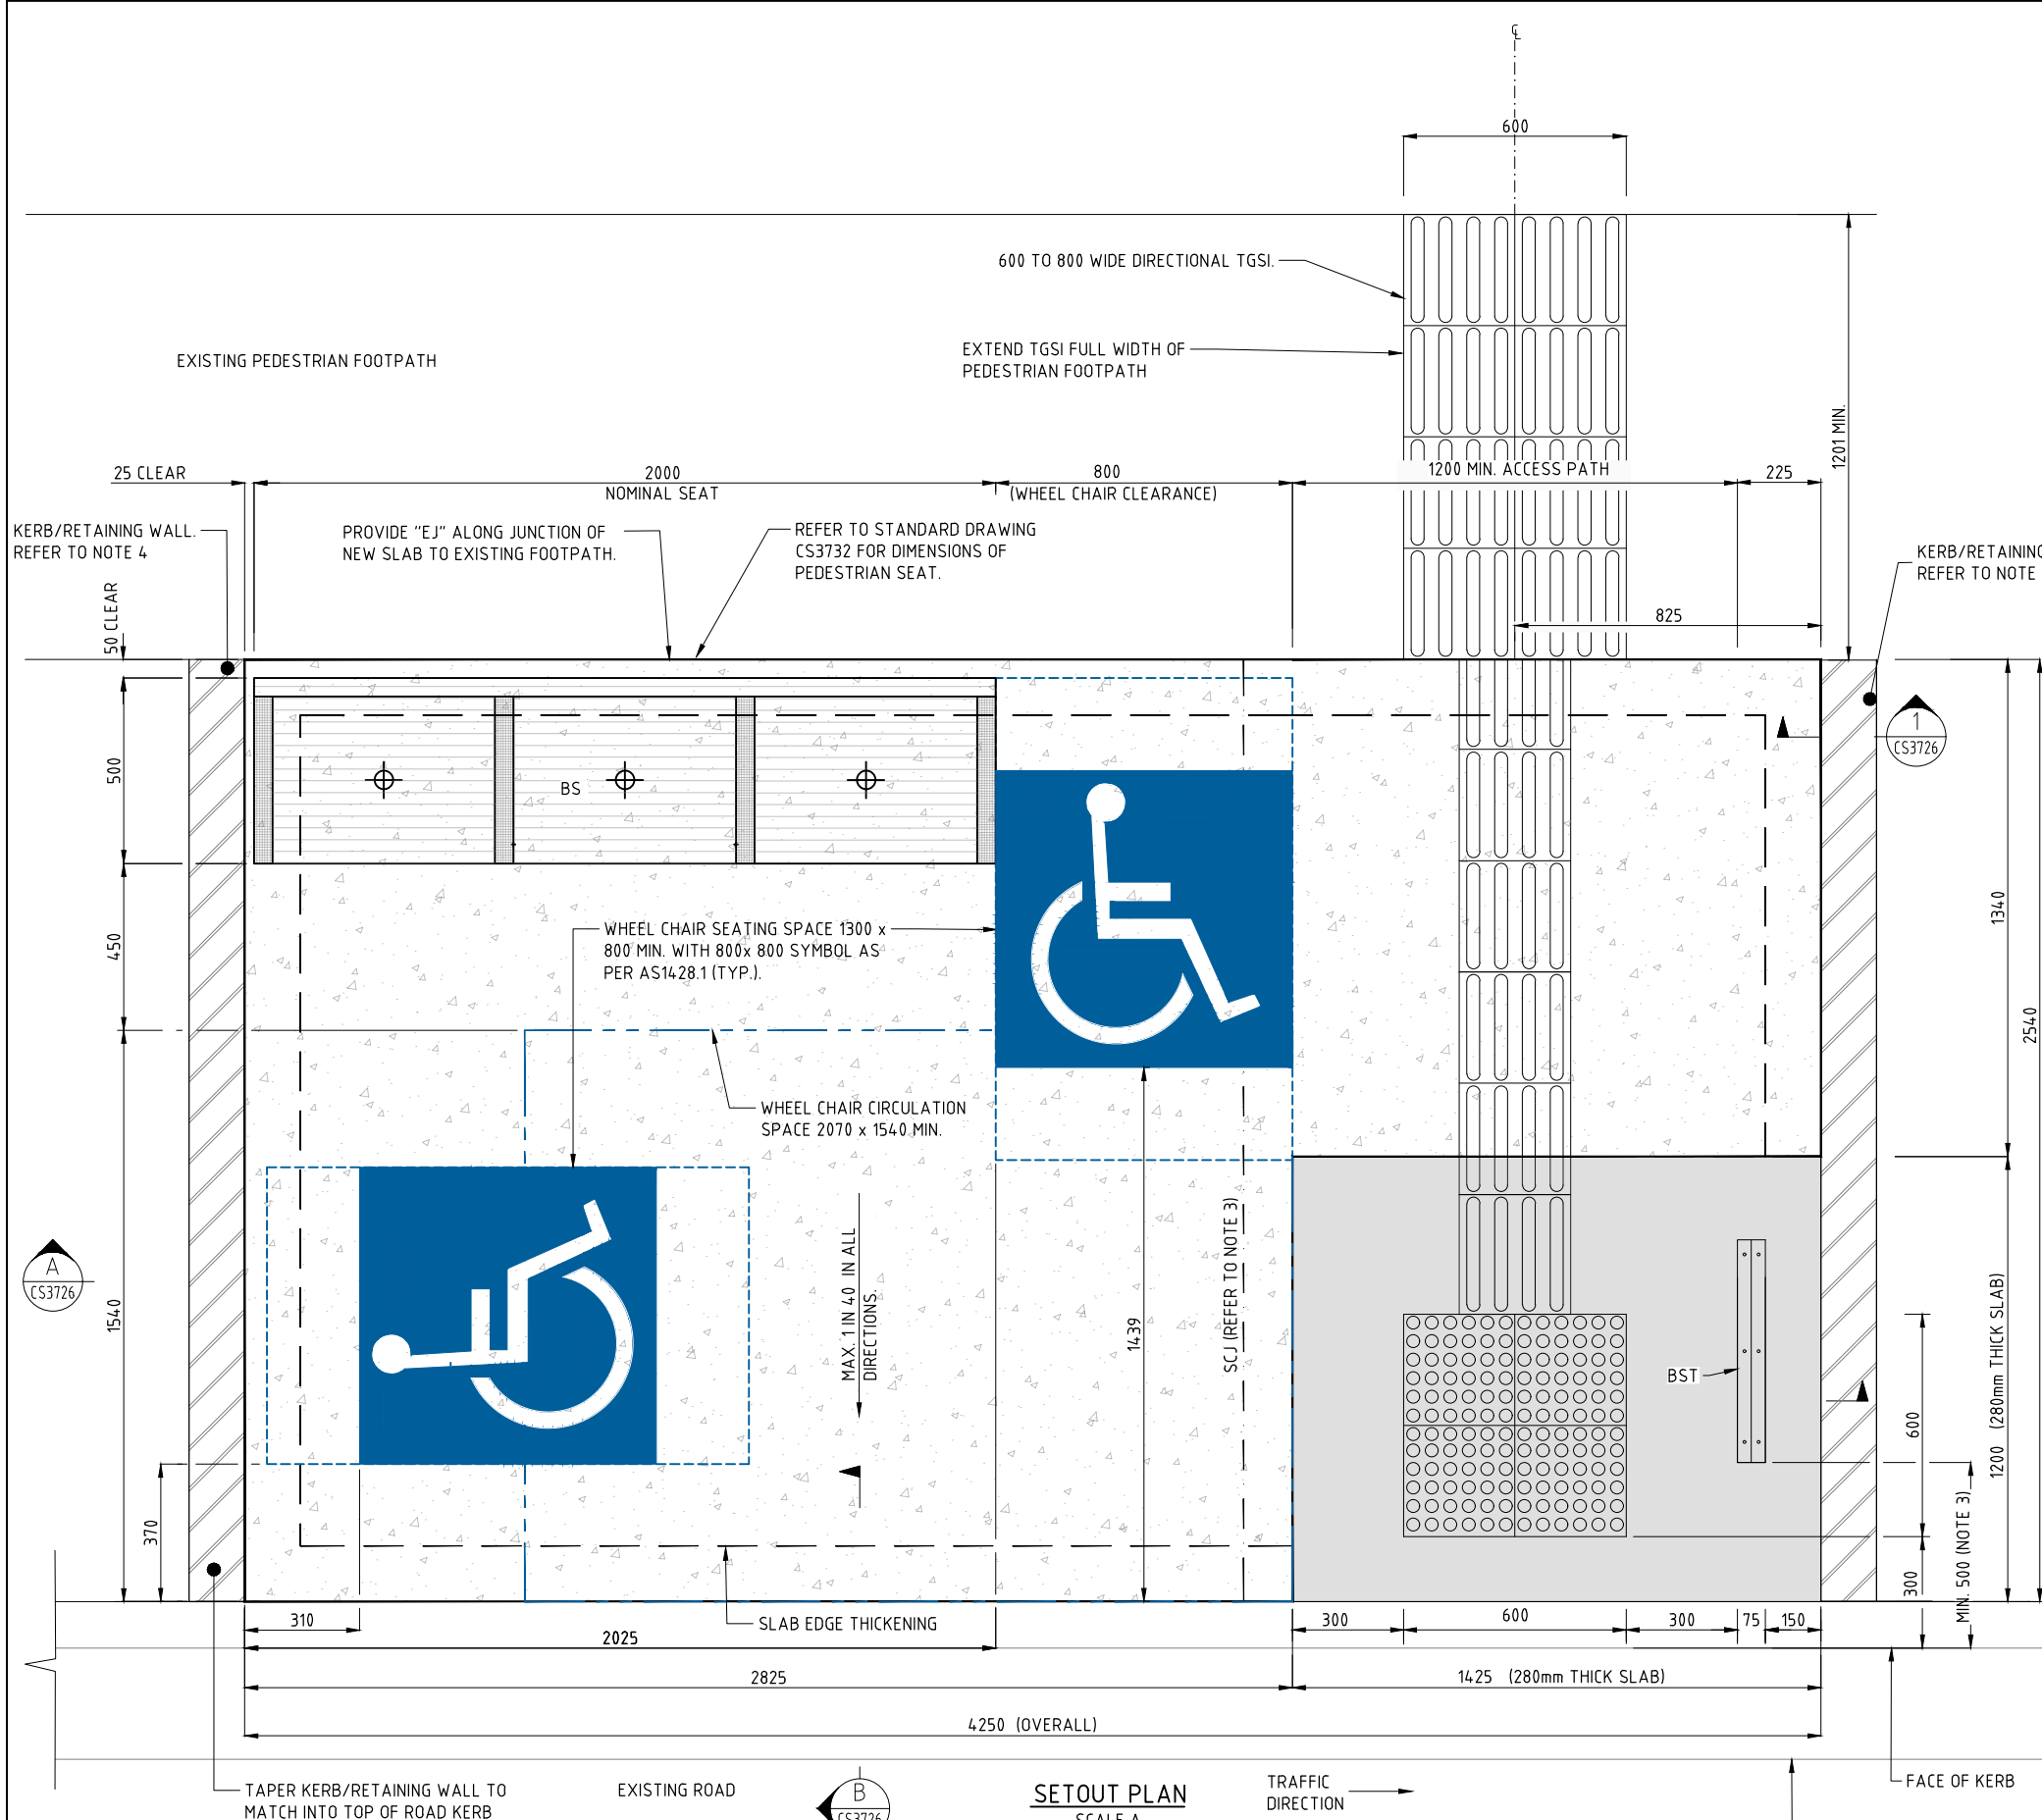 ℄
600
600 TO 800 WIDE DIRECTIONAL TGSI.
EXTEND TGSI FULL WIDTH OF
PEDESTRIAN FOOTPATH
EXISTING PEDESTRIAN FOOTPATH
1201 MIN.
25 CLEAR
2000
NOMINAL SEAT
800
(WHEEL CHAIR CLEARANCE)
1200 MIN. ACCESS PATH
225
KERB/RETAINING WALL.
REFER TO NOTE 4
PROVIDE "EJ" ALONG JUNCTION OF
NEW SLAB TO EXISTING FOOTPATH.
REFER TO STANDARD DRAWING
CS3732 FOR DIMENSIONS OF
PEDESTRIAN SEAT.
KERB/RETAINING
REFER TO NOTE
50 CLEAR
825
1
CS3726
500
BS
450
WHEEL CHAIR SEATING SPACE 1300 x
800 MIN. WITH 800x 800 SYMBOL AS
PER AS1428.1 (TYP.).
1340
2540
WHEEL CHAIR CIRCULATION
SPACE 2070 x 1540 MIN.
A
CS3726
1540
MAX. 1 IN 40 IN ALL
DIRECTIONS.
1439
SCJ (REFER TO NOTE 3)
BST
600
1200 (280mm THICK SLAB)
370
300
MIN. 500 (NOTE 3)
310
SLAB EDGE THICKENING
300
600
300
75
150
2025
2825
1425 (280mm THICK SLAB)
4250 (OVERALL)
TAPER KERB/RETAINING WALL TO
MATCH INTO TOP OF ROAD KERB
EXISTING ROAD
B
CS3726
SETOUT PLAN
SCALE A
TRAFFIC
DIRECTION
FACE OF KERB